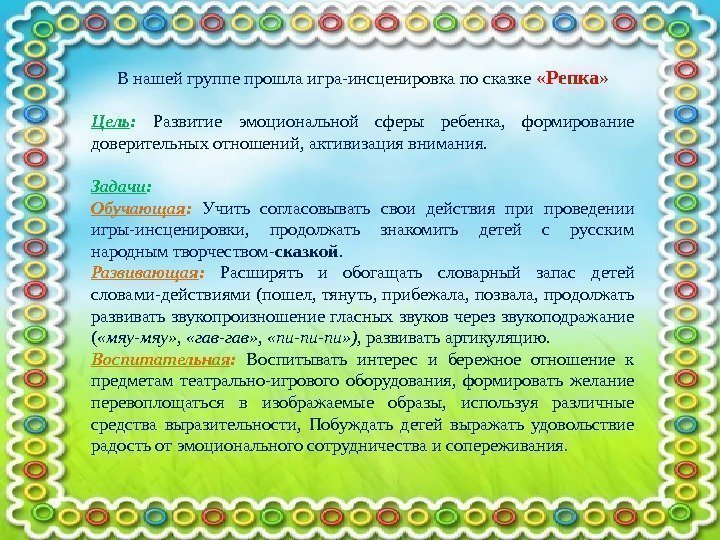 В нашей группе прошла игра-инсценировка по сказке «Репка»
Цель: Развитие эмоциональной сферы ребенка, формирование
доверительных отношений, активизация внимания.
Задачи:
Обучающая: Учить согласовывать свои действия при проведении
игры-инсценировки, продолжать знакомить детей с русским
народным творчеством-сказкой.
Развивающая: Расширять и обогащать словарный запас детей
словами-действиями (пошел, тянуть, прибежала, позвала, продолжать
развивать звукопроизношение гласных звуков через звукоподражание
(«мяу-мяу», «гав-гав», «пи-пи-пи»), развивать артикуляцию.
Воспитательная: Воспитывать интерес и бережное отношение к
предметам театрально-игрового оборудования, формировать желание
перевоплощаться в изображаемые образы, используя различные
средства выразительности, Побуждать детей выражать удовольствие
радость от эмоционального сотрудничества и сопереживания.